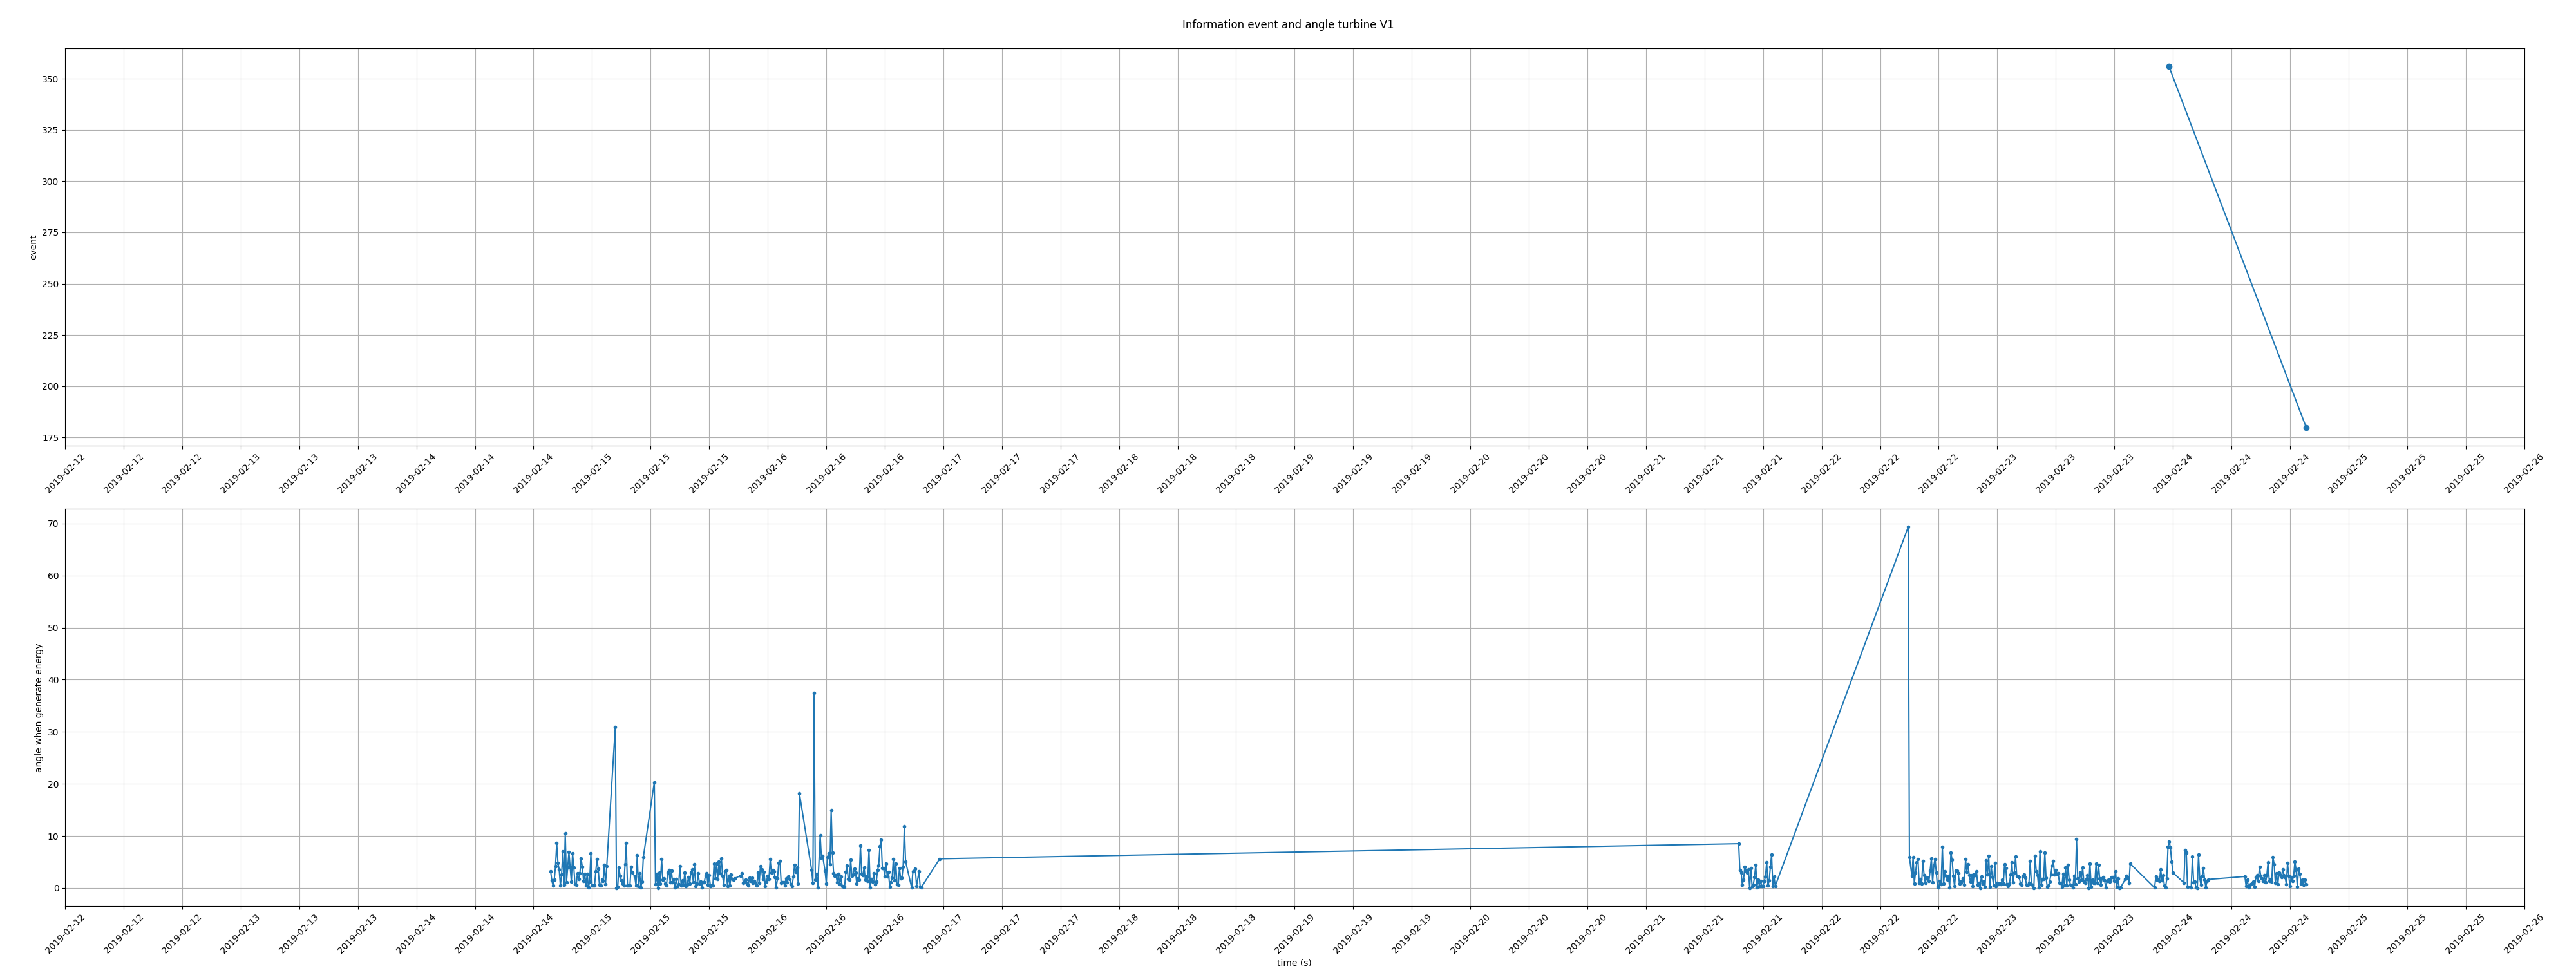 Information event and angle turbine V1
350
325
300
275
250
225
200
175
event
2019-02-12 2019-02-12 2019-02-12 2019-02-13 2019-02-13 2019-02-13 2019-02-14 2019-02-14 2019-02-14 2019-02-15 2019-02-15 2019-02-15 2019-02-16 2019-02-16 2019-02-16 2019-02-17 2019-02-17 2019-02-17 2019-02-18 2019-02-18 2019-02-18 2019-02-19 2019-02-19 2019-02-19 2019-02-20 2019-02-20 2019-02-20 2019-02-21 2019-02-21 2019-02-21 2019-02-22 2019-02-22 2019-02-22 2019-02-23 2019-02-23 2019-02-23 2019-02-24 2019-02-24 2019-02-24 2019-02-25 2019-02-25 2019-02-25 2019-02-26
70
60
50
40
30
20
10
0
angle when generate energy
2019-02-12 2019-02-12 2019-02-12 2019-02-13 2019-02-13 2019-02-13 2019-02-14 2019-02-14 2019-02-14 2019-02-15 2019-02-15 2019-02-15 2019-02-16 2019-02-16 2019-02-16 2019-02-17 2019-02-17 2019-02-17 2019-02-18 2019-02-18 2019-02-18 2019-02-19 2019-02-19 2019-02-19 2019-02-20 2019-02-20 2019-02-20 2019-02-21 2019-02-21 2019-02-21 2019-02-22 2019-02-22 2019-02-22 2019-02-23 2019-02-23 2019-02-23 2019-02-24 2019-02-24 2019-02-24 2019-02-25 2019-02-25 2019-02-25 2019-02-26
time (s)